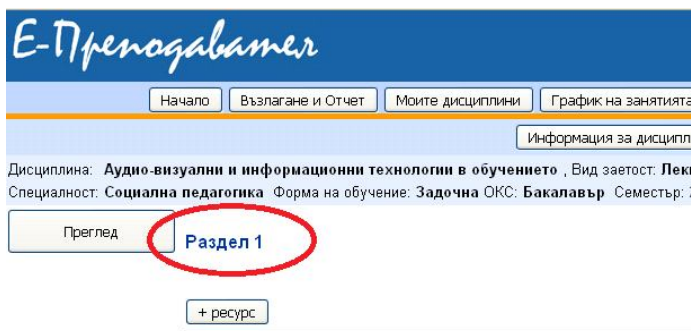 Е-Преподавател
Начало Възлагане и Отчет Моите дисциплини График на занятията
Информация за дисципл
Дисциплина: Аудио-визуални и информационни технологии в обучението , Вид заетост: Лек
Специалност: Социална педагогика Форма на обучение: Задочна ОКС: Бакалавър Семестър:
Преглед
Раздел 1
+ ресурс